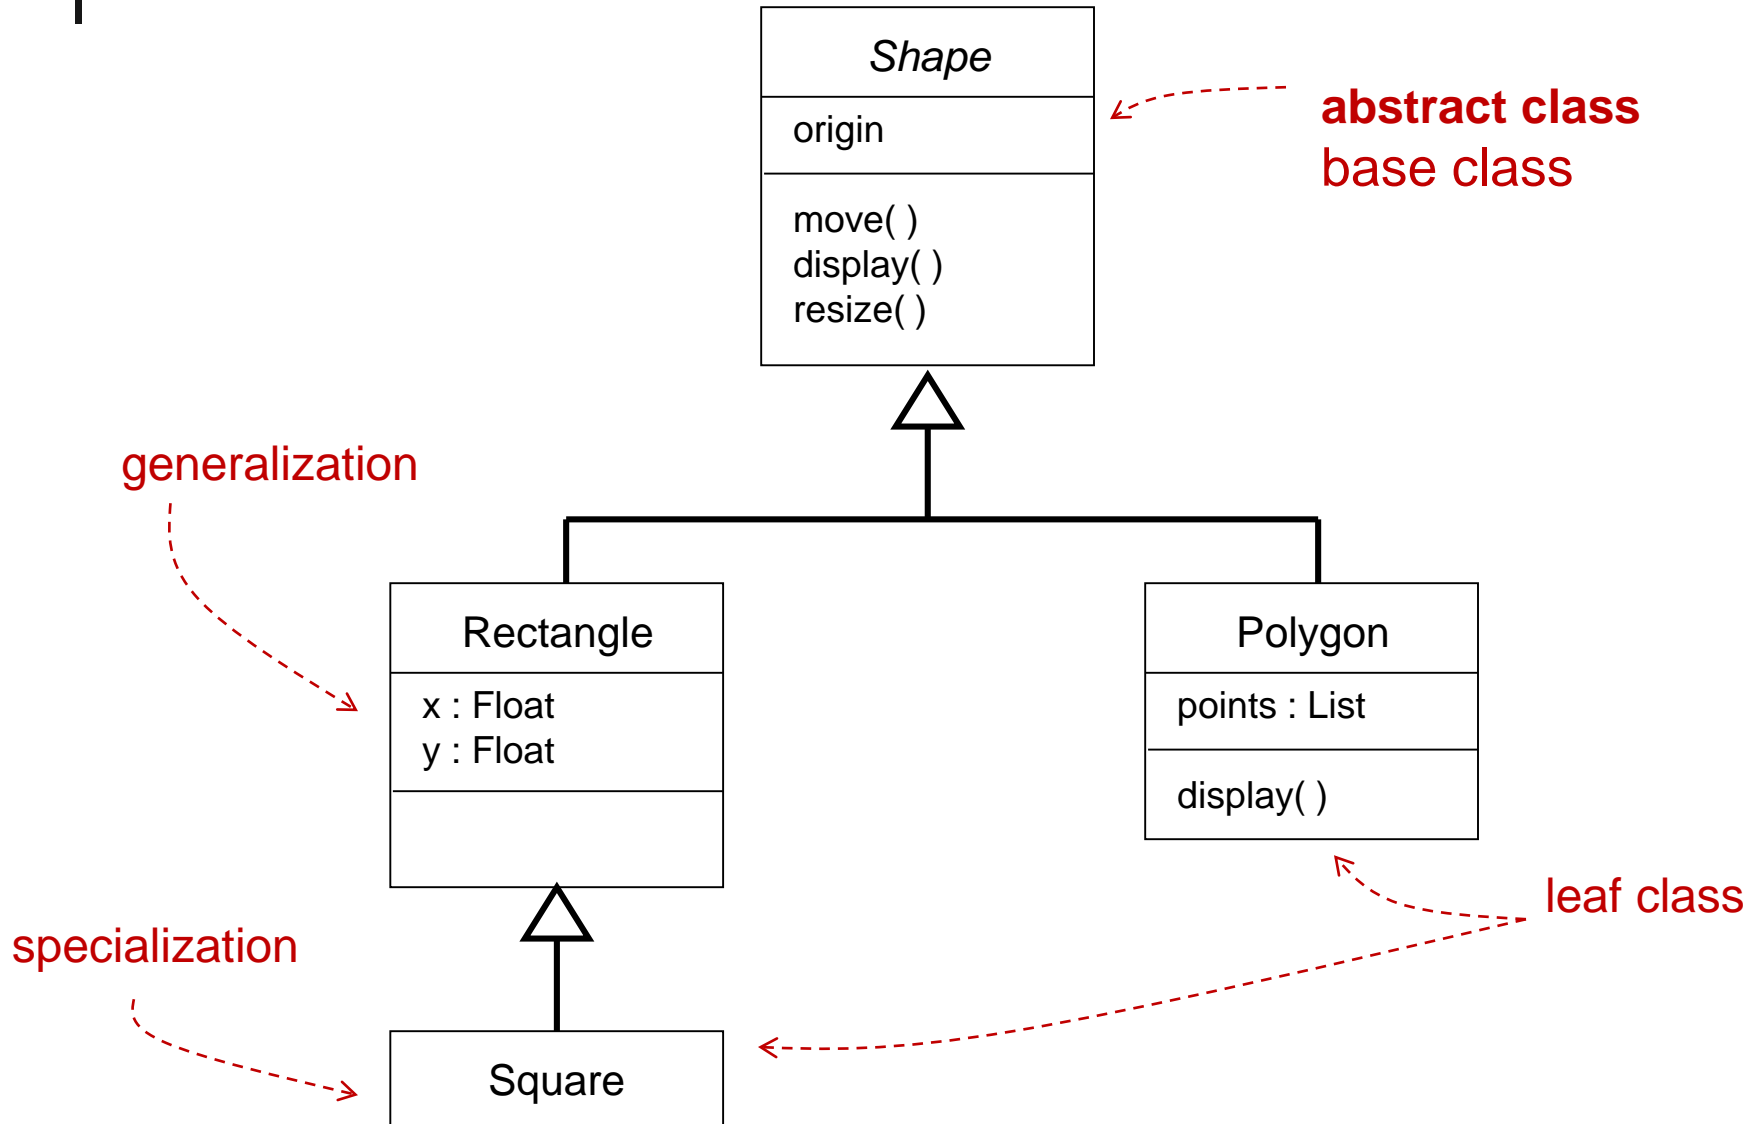 Shape
origin
move( )
display( )
resize( )
abstract class
base class
generalization
Rectangle
x : Float
y : Float
Polygon
points : List
display( )
leaf class
specialization
Square